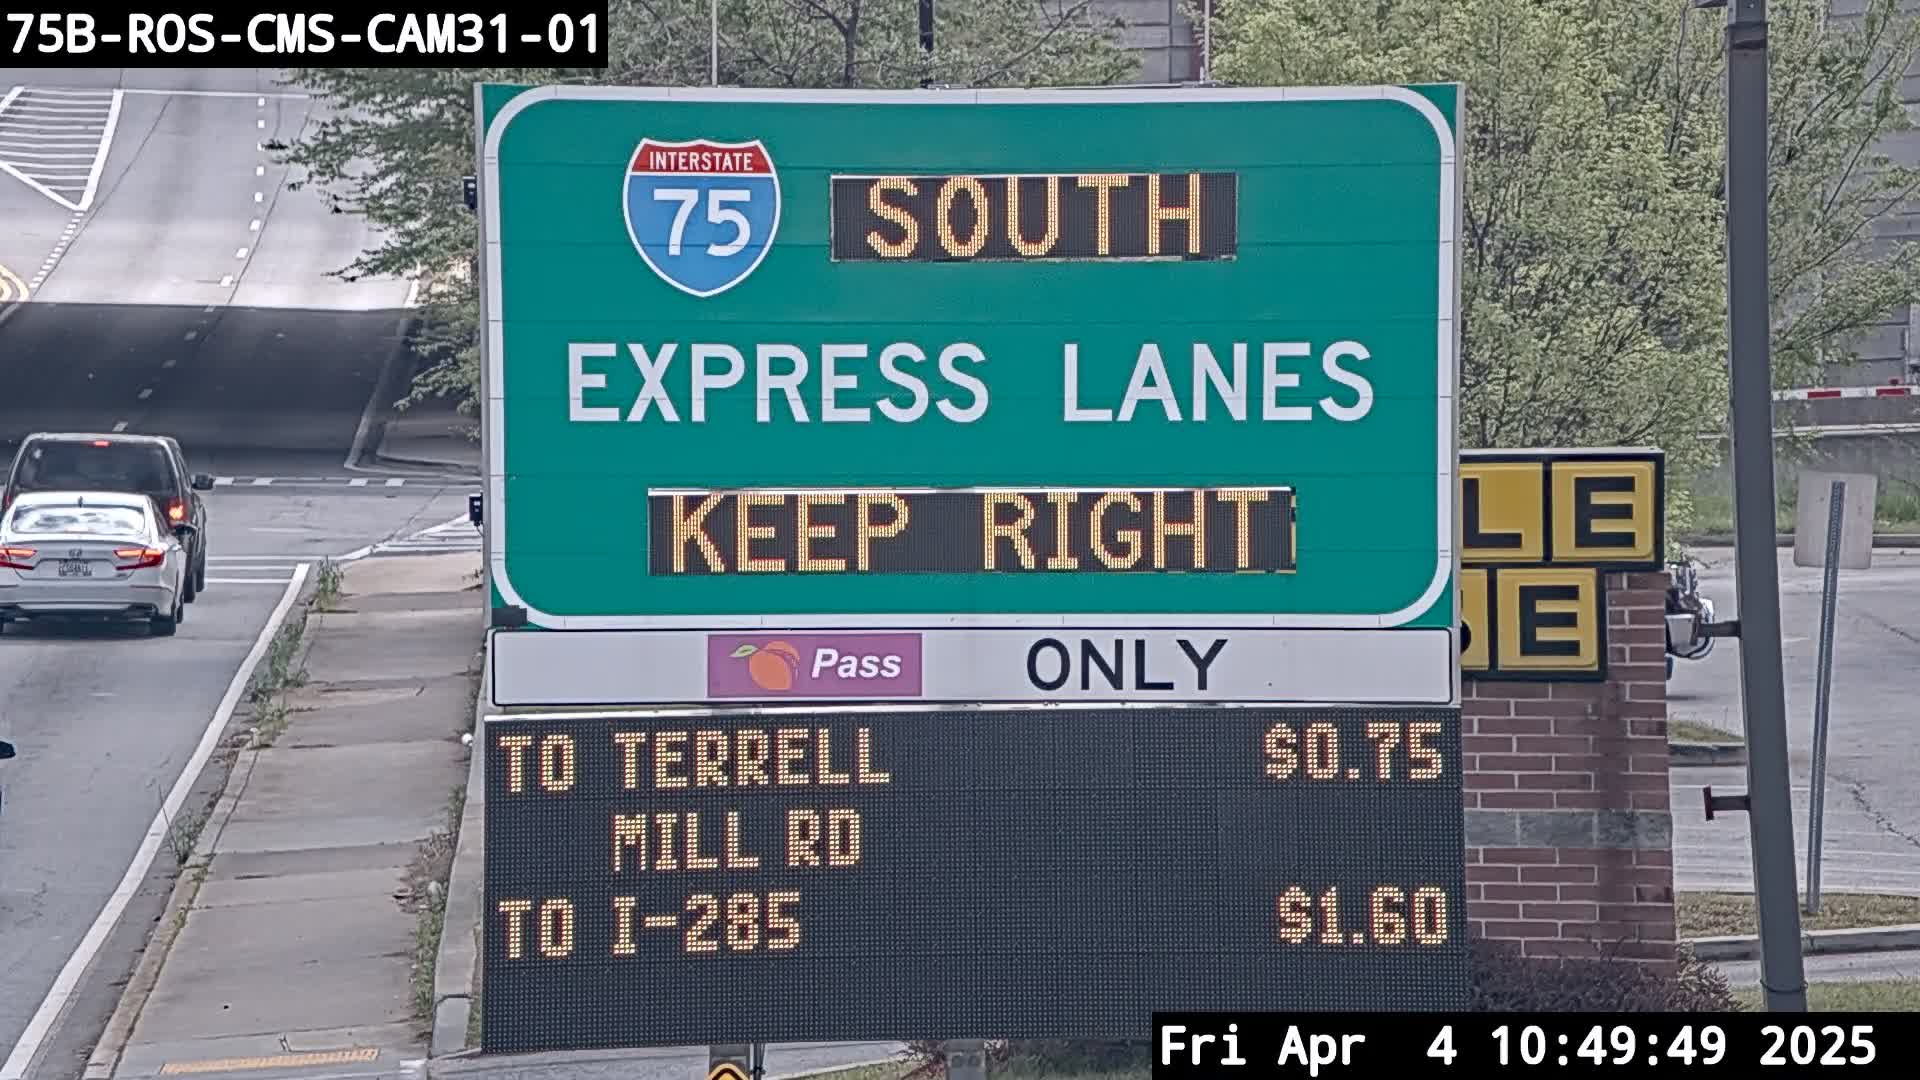 75B-ROS-CMS-CAM31-01
INTERSTATE
75
SOUTH
EXPRESS LANES
KEEP RIGHT
Pass ONLY
TO TERRELL $0.75
MILL RD
TO I-285 $1.60
LE
E
Fri Apr 4 10:49:49 2025